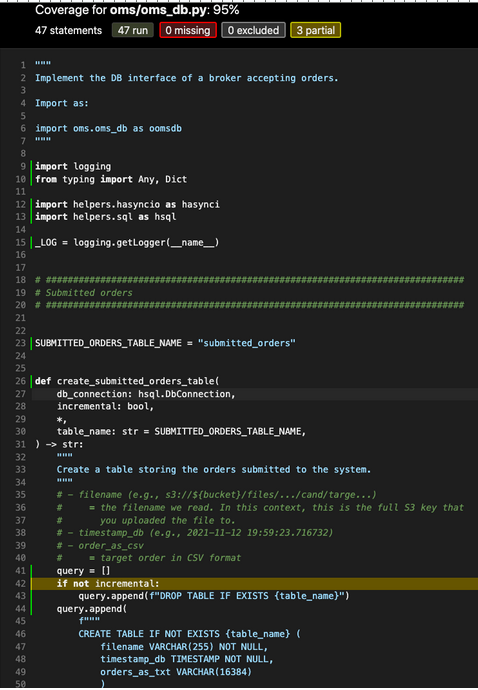 Coverage for oms/oms_db.py: 95%
47 statements 47 run 0 missing 0 excluded 3 partial
1 """
2 Implement the DB interface of a broker accepting orders.
3
4 Import as:
5
6 import oms.oms_db as oomsdb
7 """
8
9 import logging
10 from typing import Any, Dict
11
12 import helpers.hasyncio as hasynci
13 import helpers.sql as hsql
14
15 _LOG = logging.getLogger(__name__)
16
17
18 # #############################################################################
19 # Submitted orders
20 # #############################################################################
21
22
23 SUBMITTED_ORDERS_TABLE_NAME = "submitted_orders"
24
25
26 def create_submitted_orders_table(
27     db_connection: hsql.DbConnection,
28     incremental: bool,
29     *,
30     table_name: str = SUBMITTED_ORDERS_TABLE_NAME,
31 ) -> str:
32     """
33     Create a table storing the orders submitted to the system.
34     """
35     # - filename (e.g., s3://${bucket}/files/.../cand/targe...)
36     #     = the filename we read. In this context, this is the full S3 key that
37     #       you uploaded the file to.
38     # - timestamp_db (e.g., 2021-11-12 19:59:23.716732)
39     # - order_as_csv
40     #     = target order in CSV format
41     query = []
42     if not incremental:
43         query.append(f"DROP TABLE IF EXISTS {table_name}")
44     query.append(
45         f"""
46         CREATE TABLE IF NOT EXISTS {table_name} (
47             filename VARCHAR(255) NOT NULL,
48             timestamp_db TIMESTAMP NOT NULL,
49             orders_as_txt VARCHAR(16384)
50             )